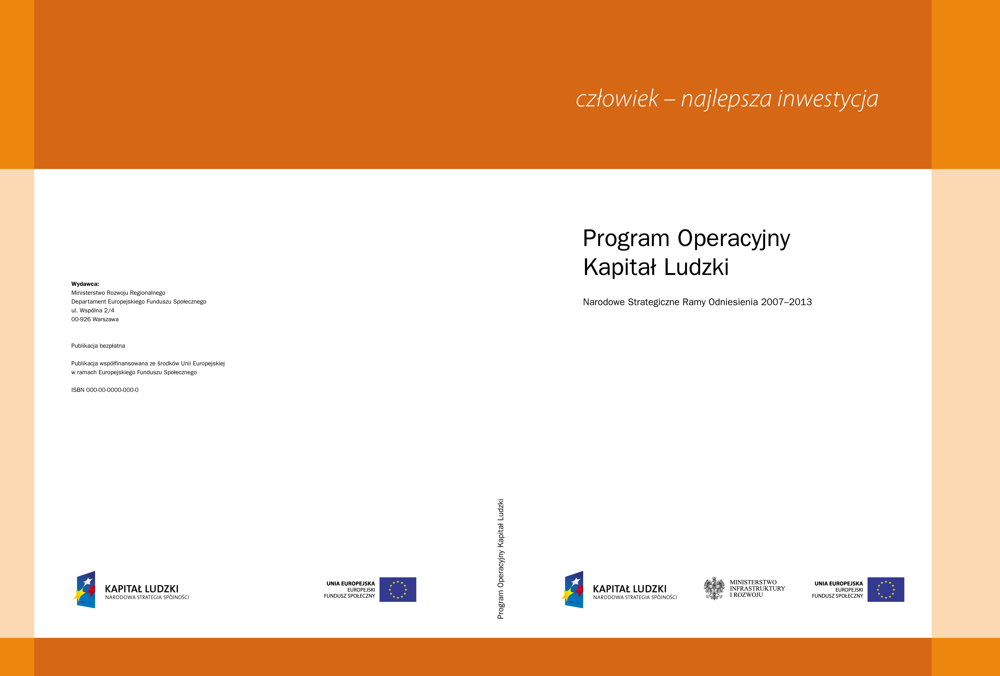 człowiek – najlepsza inwestycja
Program Operacyjny
Kapitał Ludzki
Narodowe Strategiczne Ramy Odniesienia 2007–2013
Wydawca:
Ministerstwo Rozwoju Regionalnego
Departament Europejskiego Funduszu Społecznego
ul. Wspólna 2/4
00-926 Warszawa
Publikacja bezpłatna
Publikacja współfinansowana ze środków Unii Europejskiej
w ramach Europejskiego Funduszu Społecznego
ISBN 000-00-0000-000-0
Program Operacyjny Kapitał Ludzki
KAPITAŁ LUDZKI
NARODOWA STRATEGIA SPÓJNOŚCI
UNIA EUROPEJSKA
EUROPEJSKI
FUNDUSZ SPOŁECZNY
KAPITAŁ LUDZKI
NARODOWA STRATEGIA SPÓJNOŚCI
MINISTERSTWO
INFRASTRUKTURY
I ROZWOJU
UNIA EUROPEJSKA
EUROPEJSKI
FUNDUSZ SPOŁECZNY